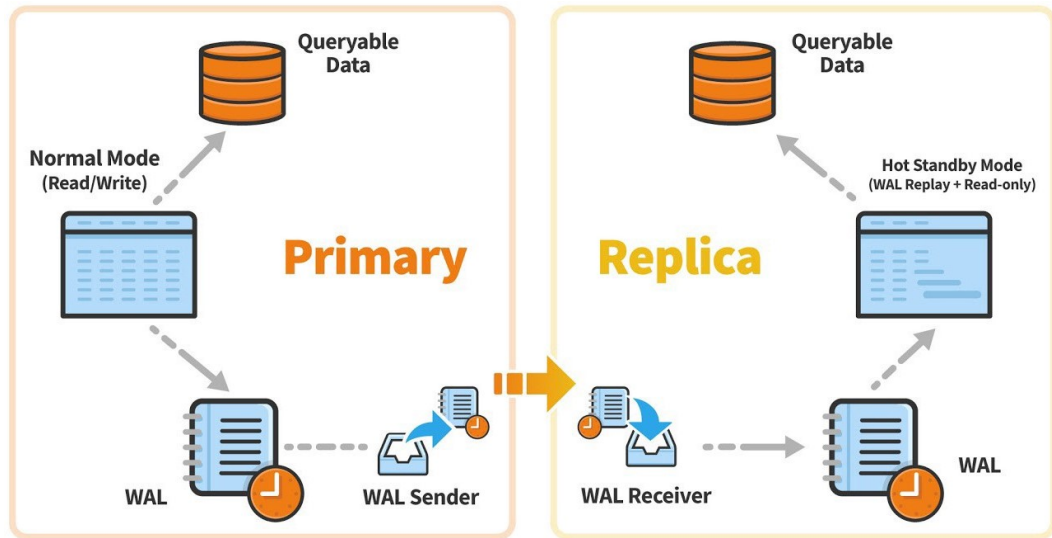 Queryable
Data
Normal Mode
(Read/Write)
Primary
WAL
WAL Sender
Queryable
Data
Hot Standby Mode
(WAL Replay + Read-only)
Replica
WAL Receiver
WAL